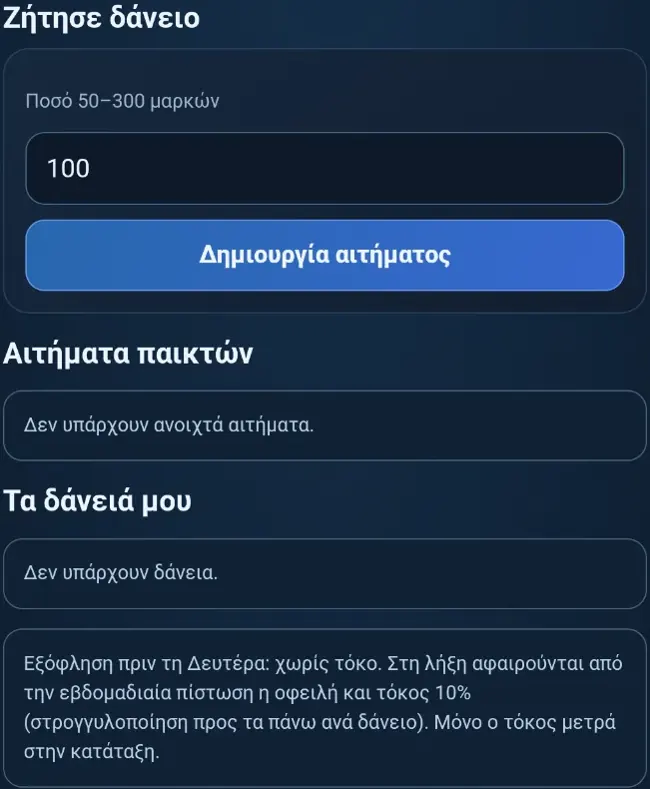 Ζήτησε δάνειο
Ποσό 50–300 μαρκών
100
Δημιουργία αιτήματος
Αιτήματα παικτών
Δεν υπάρχουν ανοιχτά αιτήματα.
Τα δάνειά μου
Δεν υπάρχουν δάνεια.
Εξόφληση πριν τη Δευτέρα: χωρίς τόκο. Στη λήξη αφαιρούνται από
την εβδομαδιαία πίστωση η οφειλή και τόκος 10%
(στρογγυλοποίηση προς τα πάνω ανά δάνειο). Μόνο ο τόκος μετρά
στην κατάταξη.